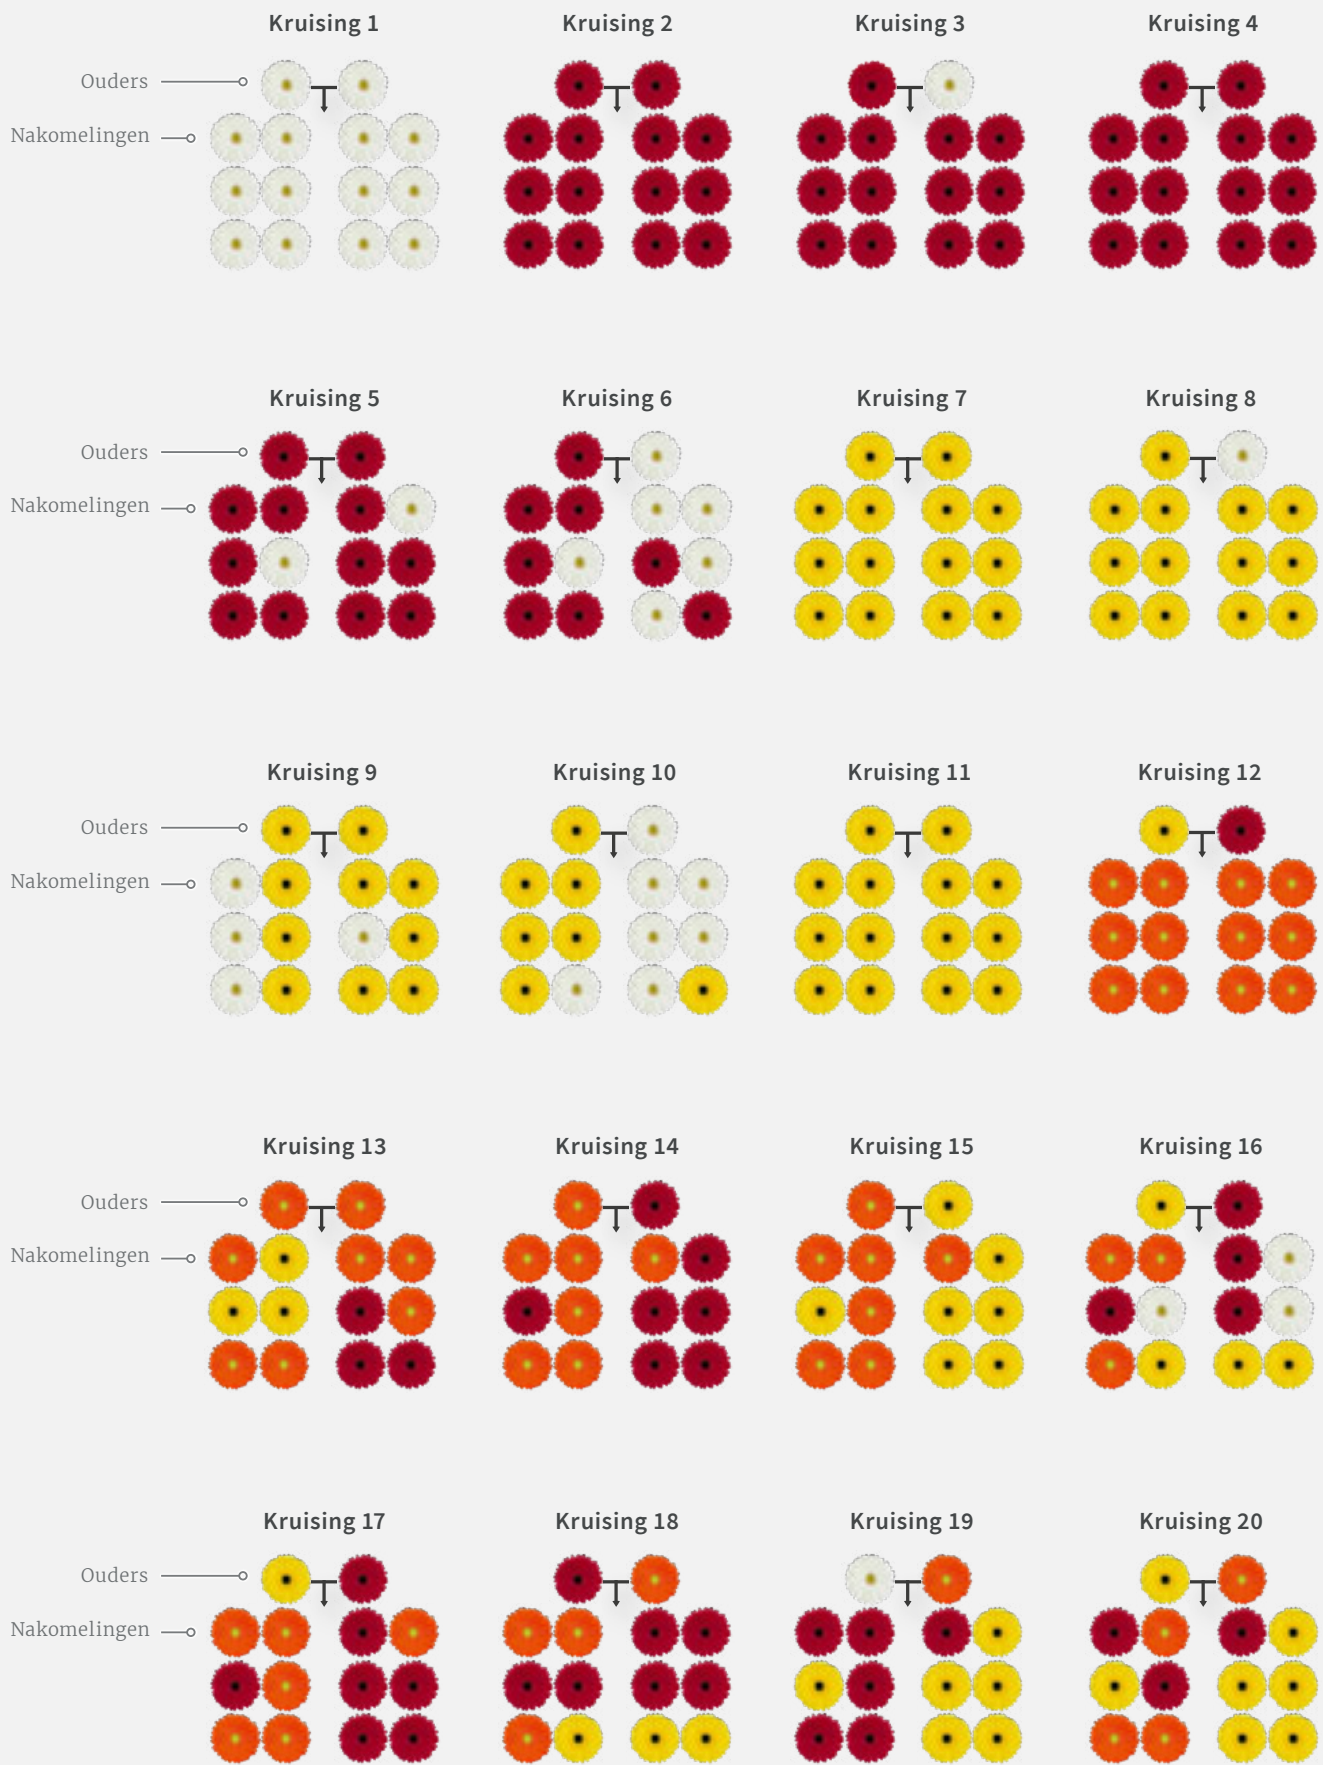 Kruising 1 Kruising 2 Kruising 3 Kruising 4
Ouders
Nakomelingen
Kruising 5 Kruising 6 Kruising 7 Kruising 8
Ouders
Nakomelingen
Kruising 9 Kruising 10 Kruising 11 Kruising 12
Ouders
Nakomelingen
Kruising 13 Kruising 14 Kruising 15 Kruising 16
Ouders
Nakomelingen
Kruising 17 Kruising 18 Kruising 19 Kruising 20
Ouders
Nakomelingen